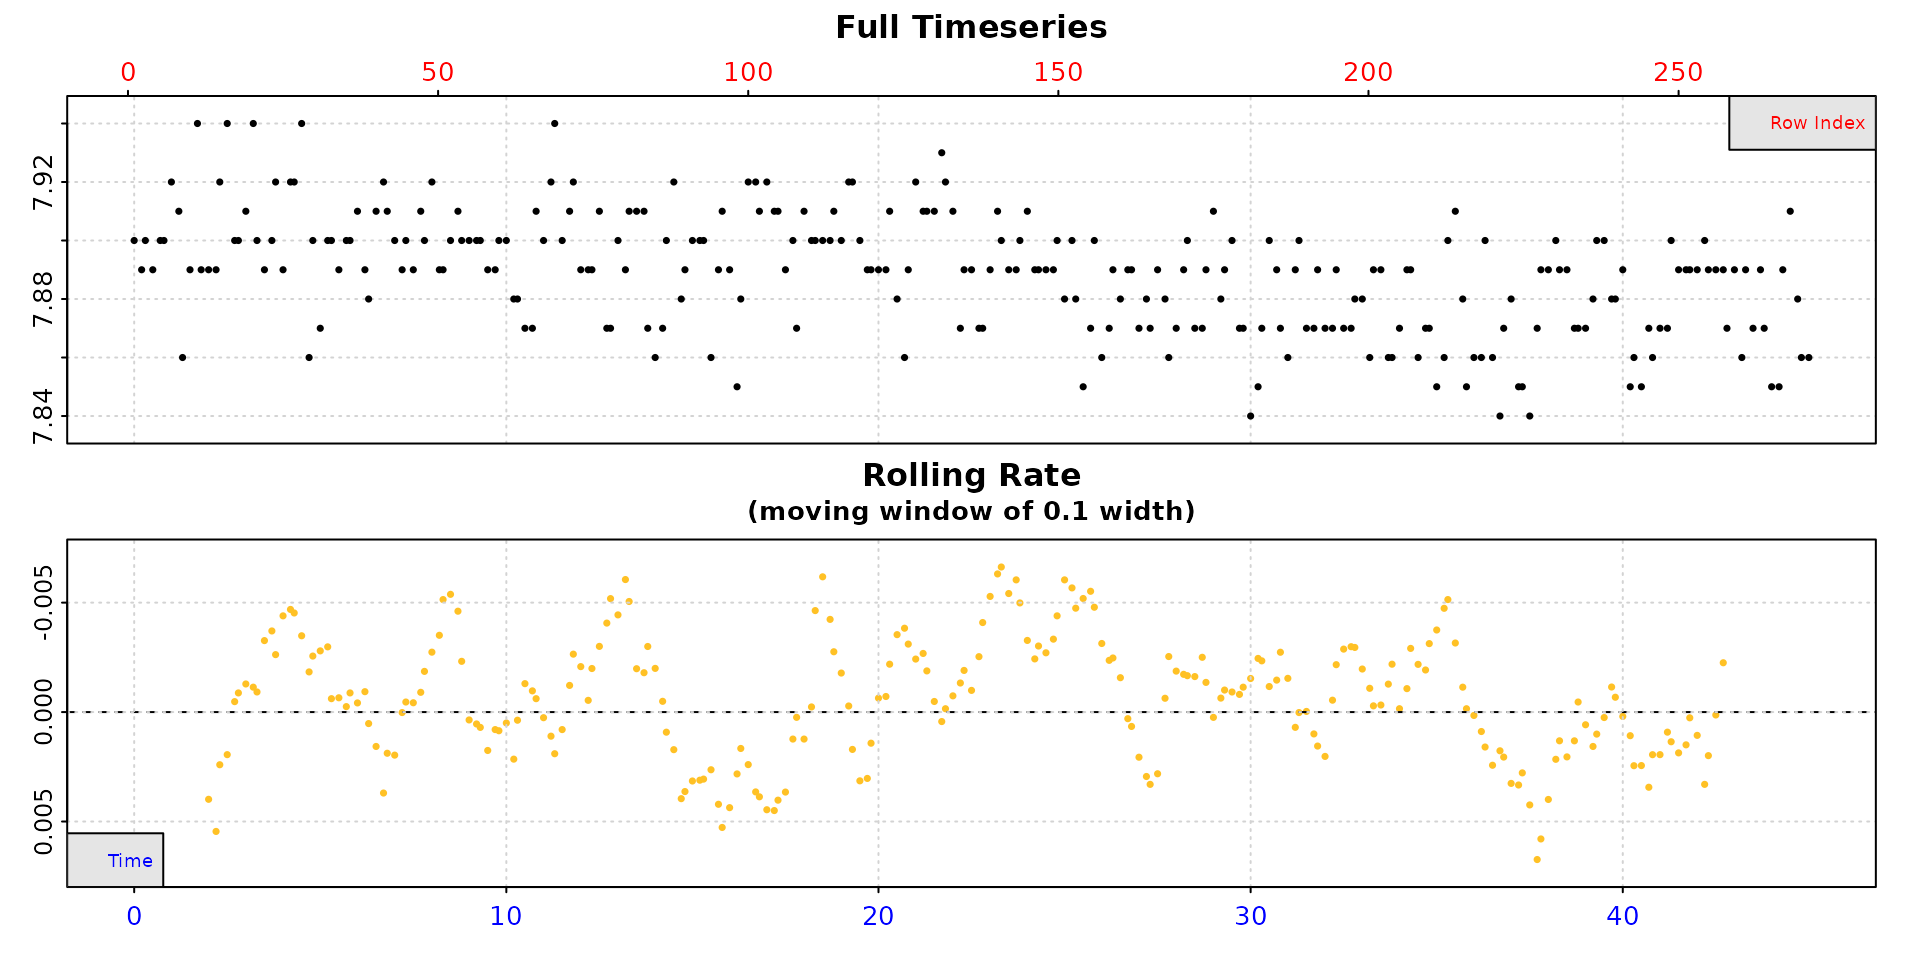 Full Timeseries
0 50 100 150 200 250
Row Index
7.92
7.88
7.84
Rolling Rate
(moving window of 0.1 width)
-0.005
0.000
0.005
Time
0 10 20 30 40